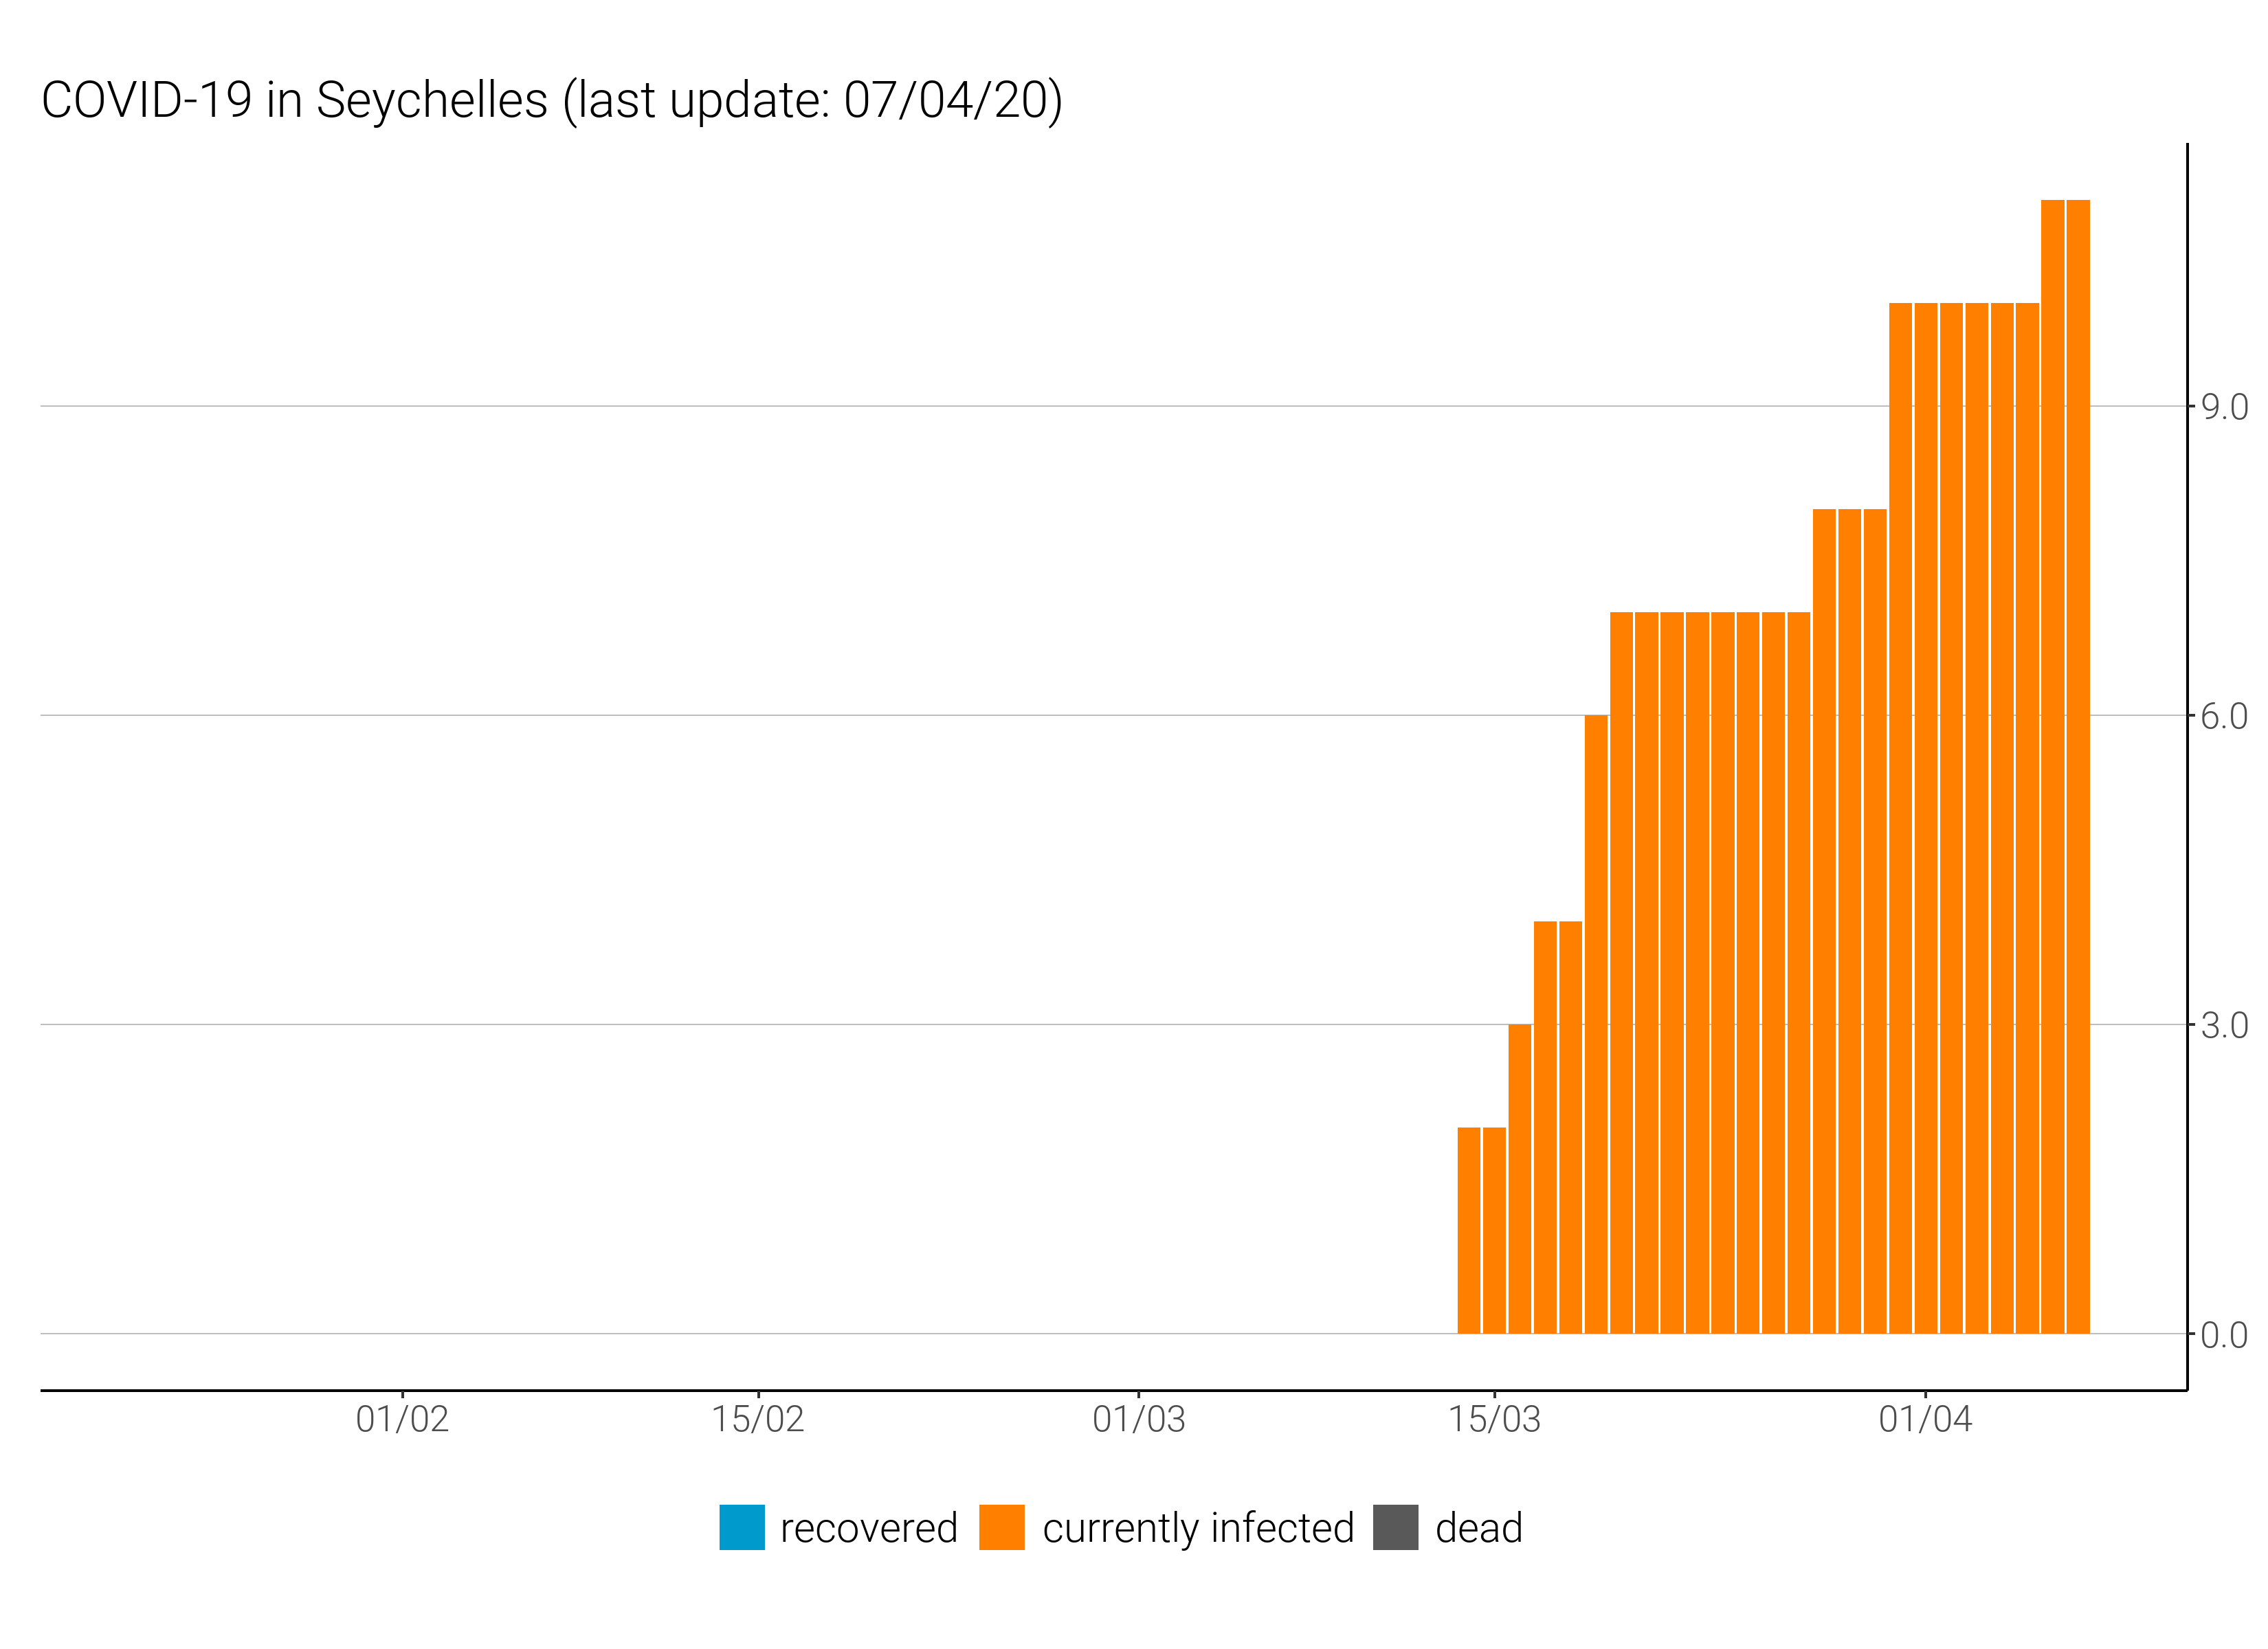 COVID-19 in Seychelles (last update: 07/04/20)
9.0
6.0
3.0
0.0
01/02 15/02 01/03 15/03 01/04
recovered currently infected dead